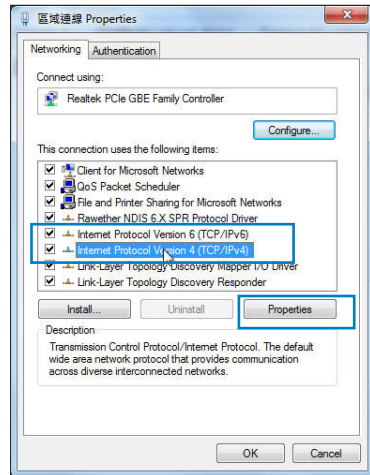 區域連線 Properties
Networking Authentication
Connect using:
Realtek PCIe GBE Family Controller
Configure...
This connection uses the following items:
Client for Microsoft Networks
QoS Packet Scheduler
File and Printer Sharing for Microsoft Networks
Rawether NDIS 6.X SPR Protocol Driver
Internet Protocol Version 6 (TCP/IPv6)
Internet Protocol Version 4 (TCP/IPv4)
Link-Layer Topology Discovery Mapper I/O Driver
Link-Layer Topology Discovery Responder
Install... Uninstall Properties
Description
Transmission Control Protocol/Internet Protocol. The default
wide area network protocol that provides communication
across diverse interconnected networks.
OK Cancel